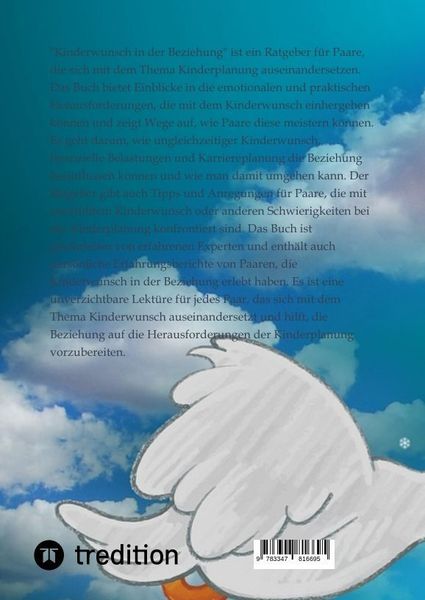 "Kinderwunsch in der Beziehung" ist ein Ratgeber für Paare,
die sich mit dem Thema Kinderplanung auseinandersetzen.
Das Buch bietet Einblicke in die emotionalen und praktischen
Herausforderungen, die mit dem Kinderwunsch einhergehen
können und zeigt Wege auf, wie Paare diese meistern können.
Es geht darum, wie ungleichzeitiger Kinderwunsch,
finanzielle Belastungen und Karriereplanung die Beziehung
beeinflussen können und wie man damit umgehen kann. Der
Ratgeber gibt auch Tipps und Anregungen für Paare, die mit
unerfülltem Kinderwunsch oder anderen Schwierigkeiten bei
der Kinderplanung konfrontiert sind. Das Buch ist
geschrieben von erfahrenen Experten und enthält auch
persönliche Erfahrungsberichte von Paaren, die
Kinderwunsch in der Beziehung erlebt haben. Es ist eine
unverzichtbare Lektüre für jedes Paar, das sich mit dem
Thema Kinderwunsch auseinandersetzt und hilft, die
Beziehung auf die Herausforderungen der Kinderplanung
vorzubereiten.
tredition
9 783347 816695